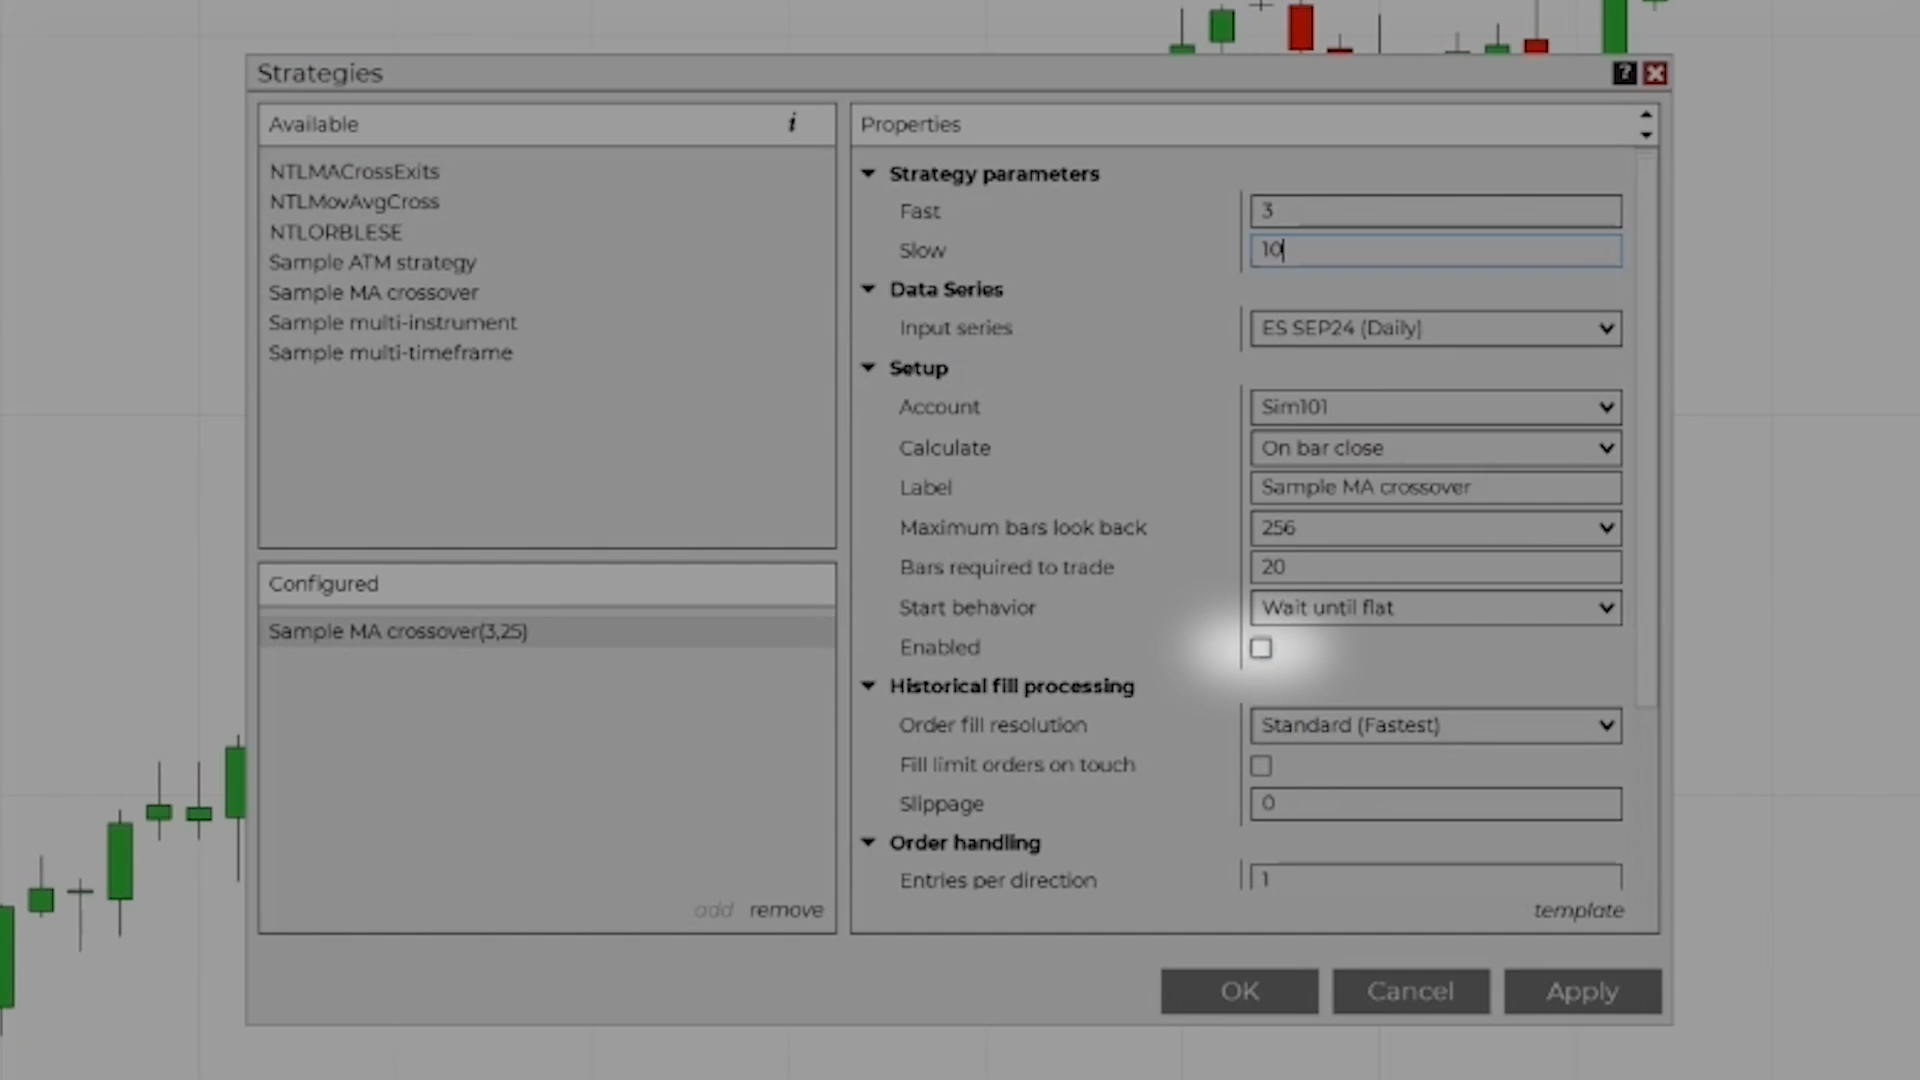 Strategies
?
Available
i
NTLMACrossExits
NTLMovAvgCross
NTLORBLESE
Sample ATM strategy
Sample MA crossover
Sample multi-instrument
Sample multi-timeframe
Configured
Sample MA crossover(3,25)
add remove
Properties
Strategy parameters
Fast 3
Slow 10
Data Series
Input series ES SEP24 (Daily)
Setup
Account Sim101
Calculate On bar close
Label Sample MA crossover
Maximum bars look back 256
Bars required to trade 20
Start behavior Wait until flat
Enabled
Historical fill processing
Order fill resolution Standard (Fastest)
Fill limit orders on touch
Slippage 0
Order handling
Entries per direction 1
template
OK Cancel Apply